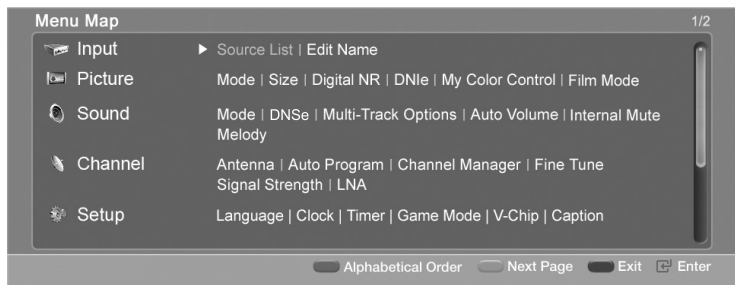 Menu Map 1/2
Input Source List | Edit Name
Picture Mode | Size | Digital NR | DNIe | My Color Control | Film Mode
Sound Mode | DNSe | Multi-Track Options | Auto Volume | Internal Mute
Melody
Channel Antenna | Auto Program | Channel Manager | Fine Tune
Signal Strength | LNA
Setup Language | Clock | Timer | Game Mode | V-Chip | Caption
Alphabetical Order Next Page Exit Enter